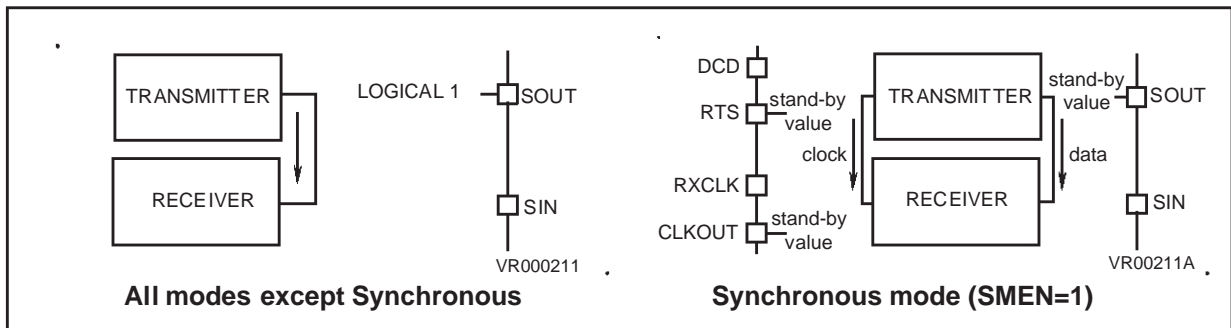 TRANSMITTER
RECEIVER
LOGICAL 1
SOUT
SIN
VR000211
All modes except Synchronous
DCD
RTS
stand-by
value
clock
RXCLK
CLKOUT
stand-by
value
TRANSMITTER
RECEIVER
data
stand-by
value
SOUT
SIN
VR00211A
Synchronous mode (SMEN=1)